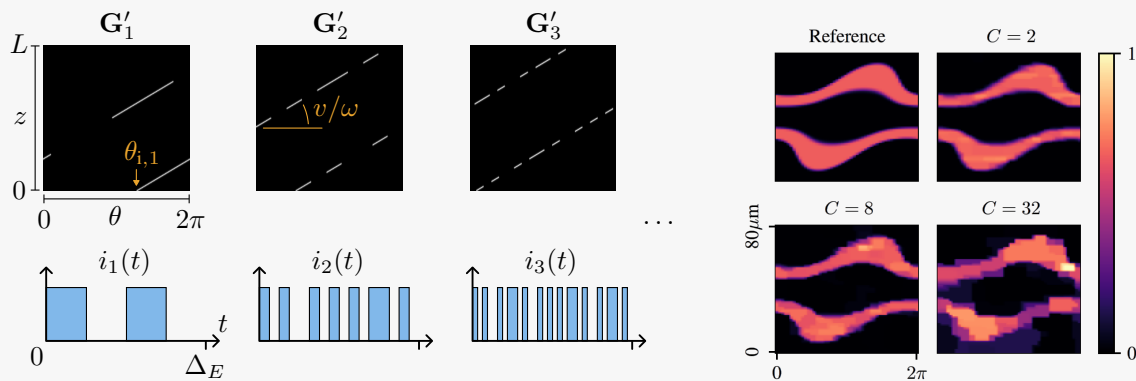 G′₁ G′₂ G′₃
L
z
v/ω
θi,1
0
0 θ 2π
...
i₁(t) i₂(t) i₃(t)
t
0
Δ_E
Reference C = 2
1
C = 8 C = 32
80μm
0
0
0 2π